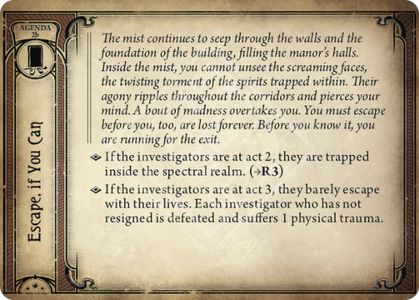 AGENDA
2b
Escape, if You Can
The mist continues to seep through the walls and the
foundation of the building, filling the manor's halls.
Inside the mist, you cannot unsee the screaming faces,
the twisting torment of the spirits trapped within. Their
agony ripples throughout the corridors and pierces your
mind. A bout of madness overtakes you. You must escape
before you, too, are lost forever. Before you know it, you
are running for the exit.
If the investigators are at act 2, they are trapped
inside the spectral realm. (→R3)
If the investigators are at act 3, they barely escape
with their lives. Each investigator who has not
resigned is defeated and suffers 1 physical trauma.